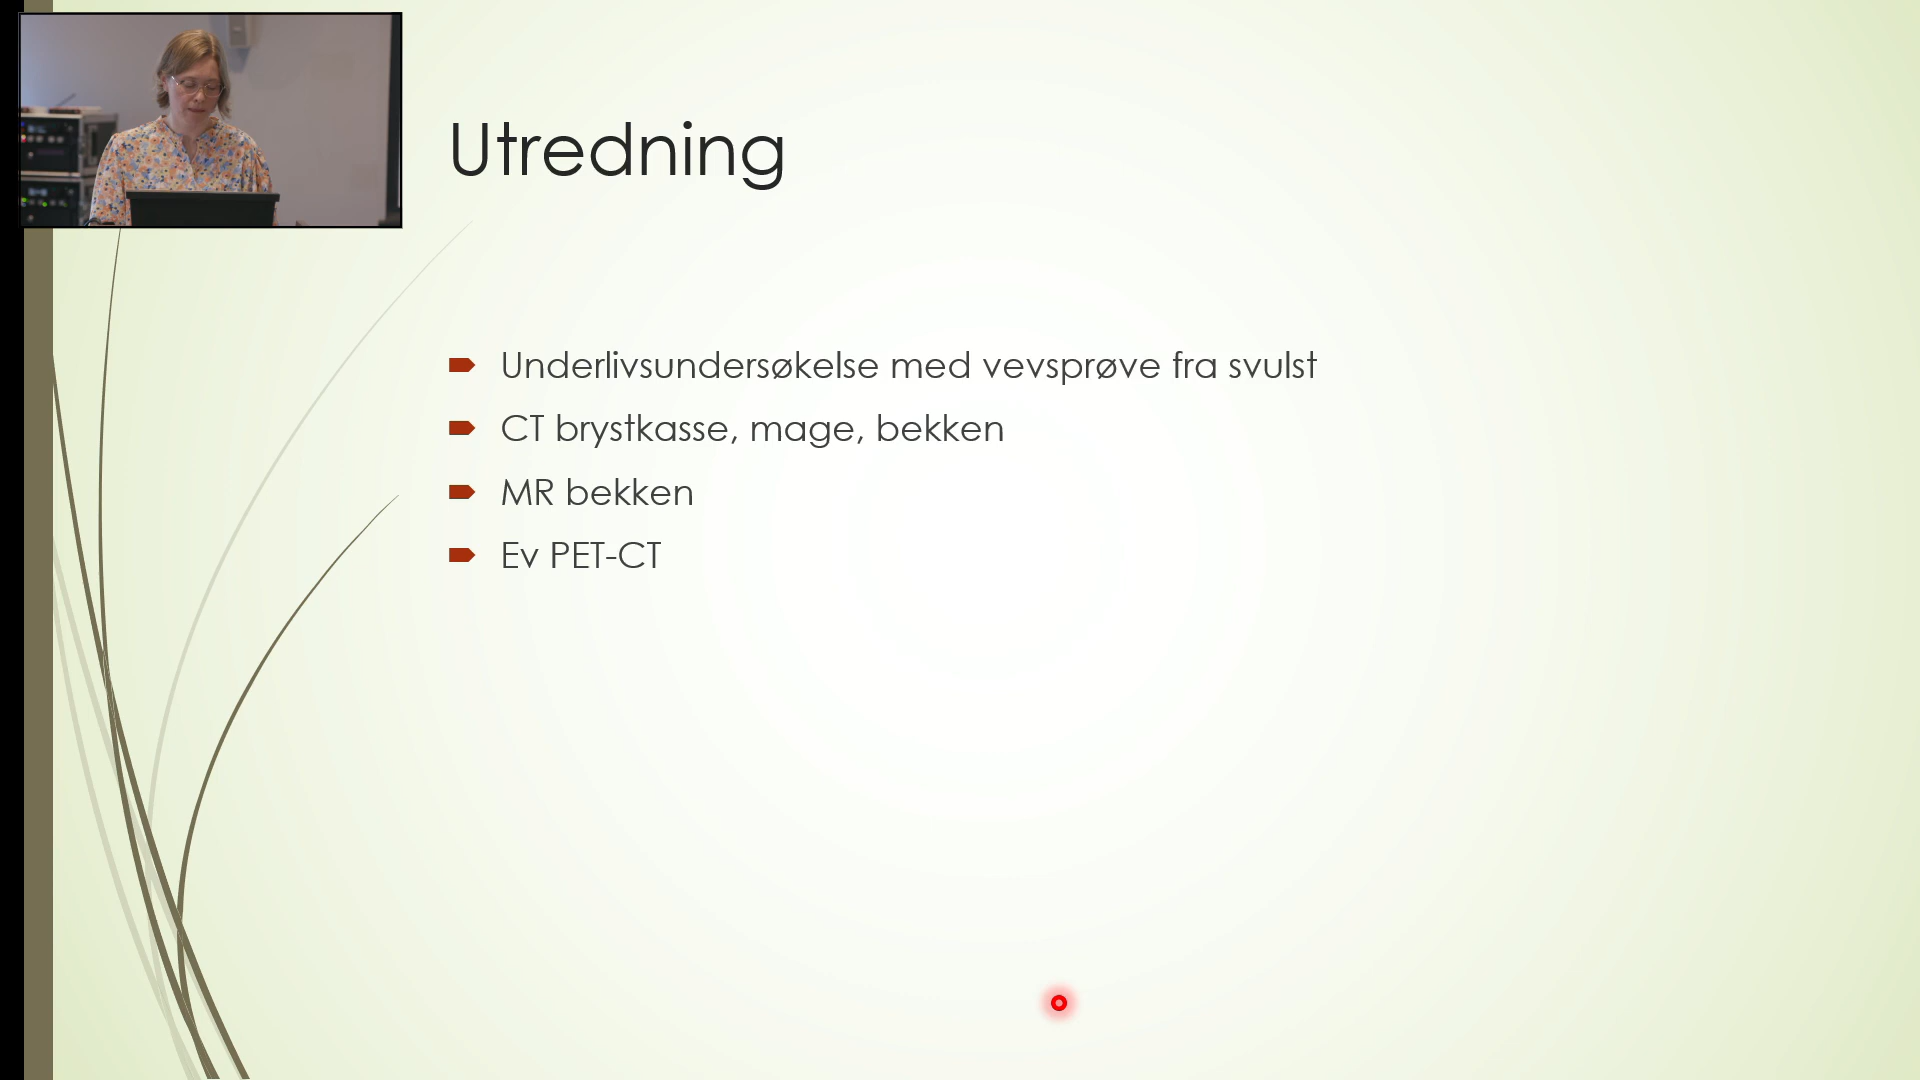 Utredning
Underlivsundersøkelse med vevsprøve fra svulst
CT brystkasse, mage, bekken
MR bekken
Ev PET-CT